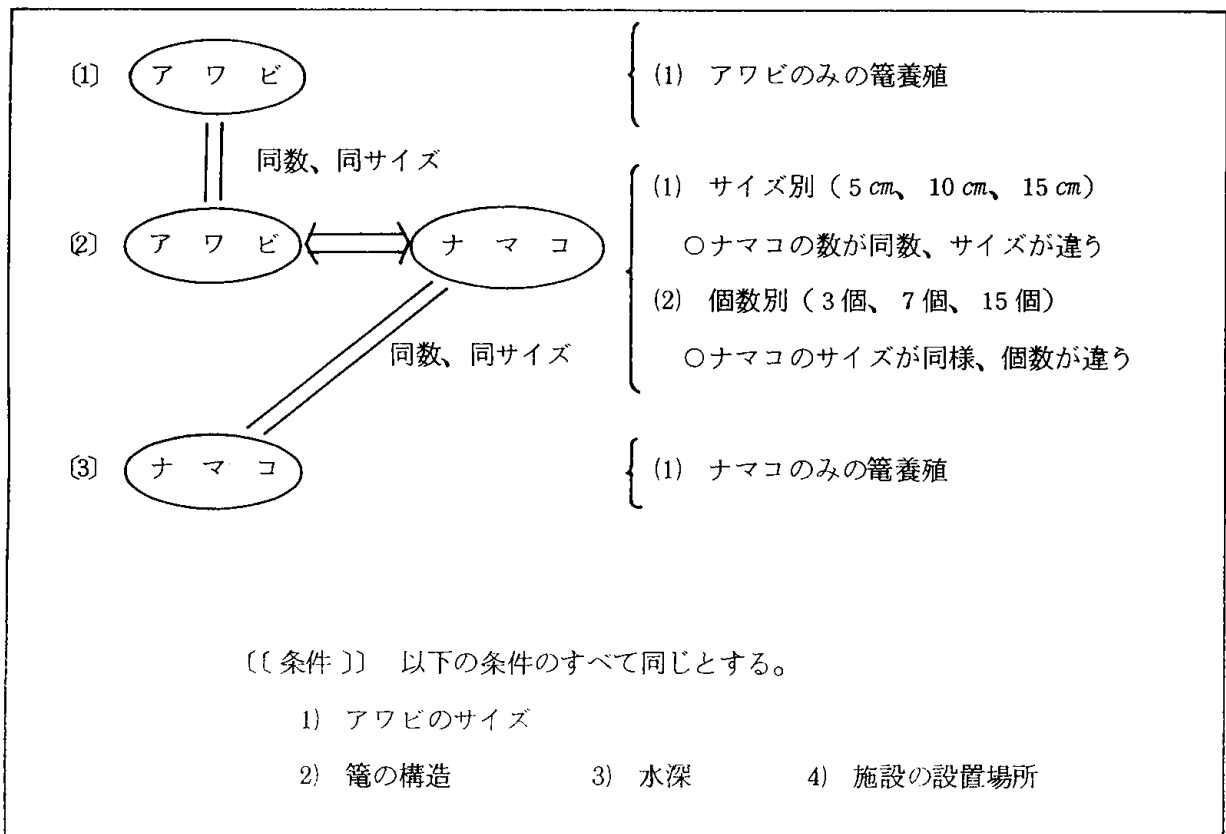 〔1〕 アワビ
(1) アワビのみの篭養殖
同数、同サイズ
〔2〕 アワビ ナマコ
(1) サイズ別(5㎝、10㎝、15㎝)
○ナマコの数が同数、サイズが違う
(2) 個数別(3個、7個、15個)
○ナマコのサイズが同様、個数が違う
同数、同サイズ
〔3〕 ナマコ
(1) ナマコのみの篭養殖
〔〔条件〕〕 以下の条件のすべて同じとする。
1) アワビのサイズ
2) 篭の構造 3) 水深 4) 施設の設置場所